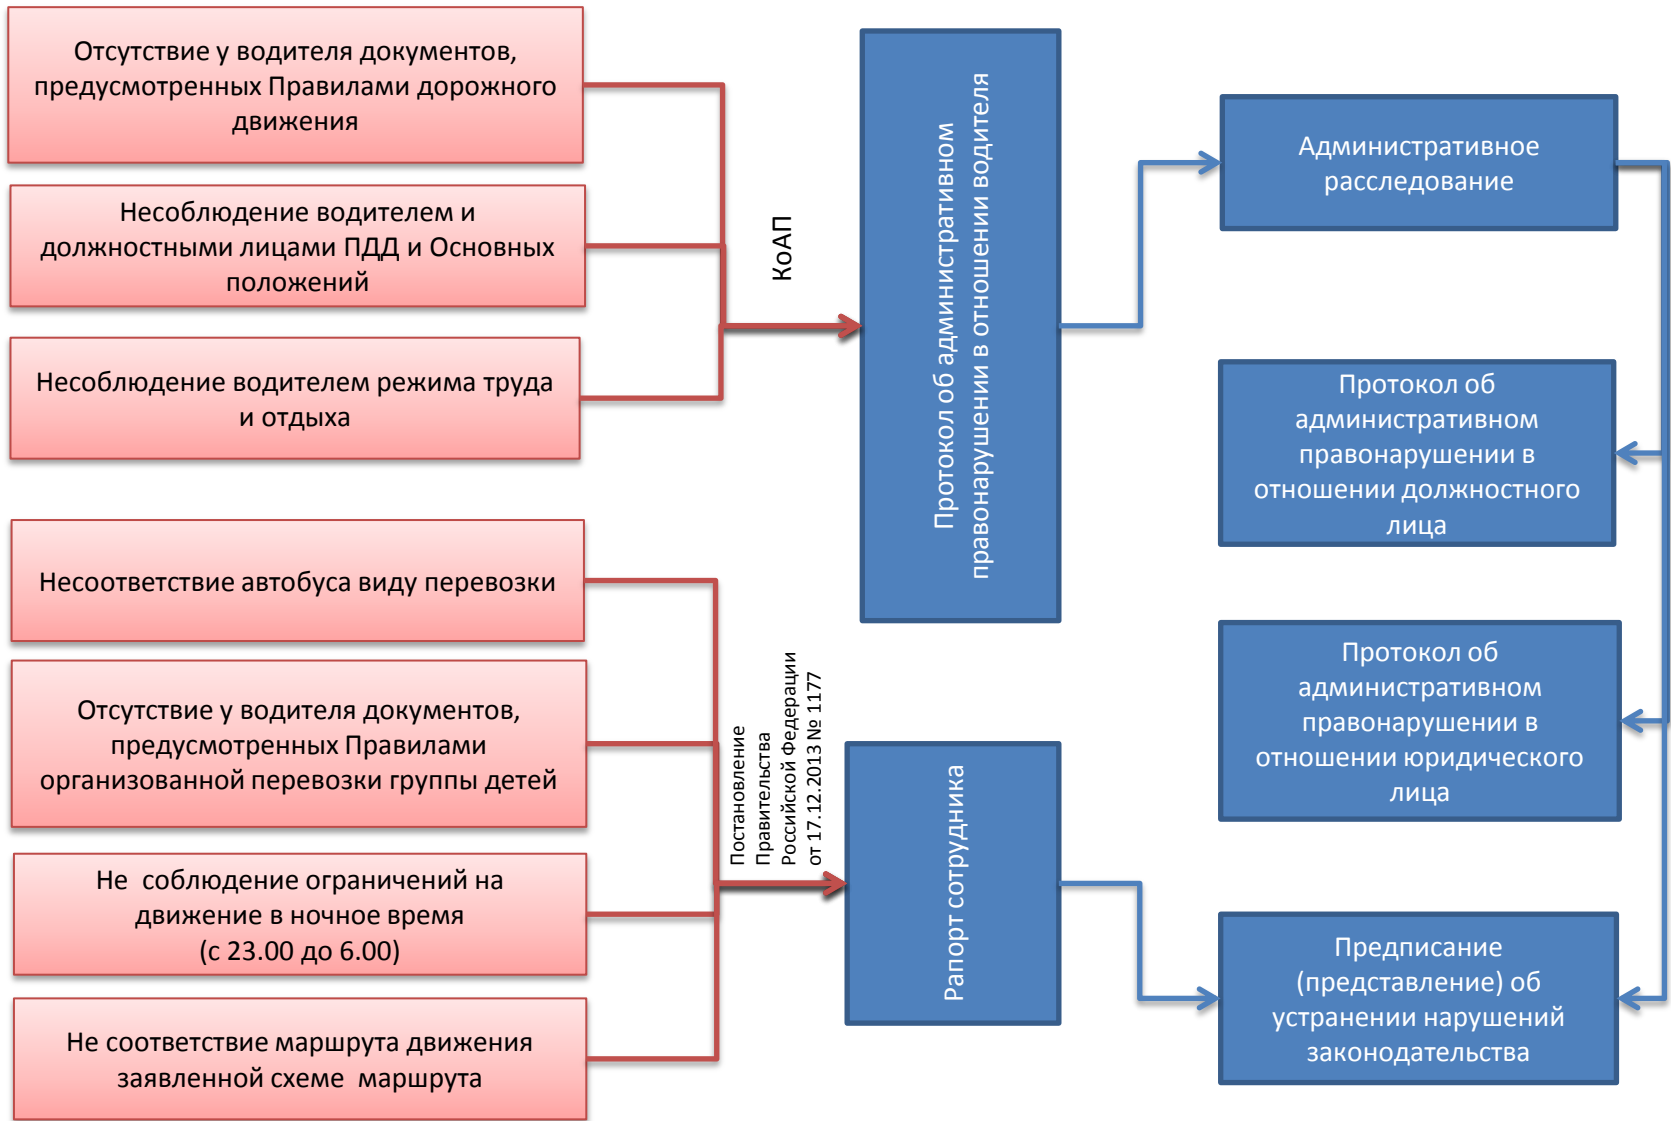 Отсутствие у водителя документов,
предусмотренных Правилами дорожного
движения
Несоблюдение водителем и
должностными лицами ПДД и Основных
положений
Несоблюдение водителем режима труда
и отдыха
КоАП
Протокол об административном
правонарушении в отношении водителя
Административное
расследование
Протокол об
административном
правонарушении в
отношении должностного
лица
Протокол об
административном
правонарушении в
отношении юридического
лица
Несоответствие автобуса виду перевозки
Отсутствие у водителя документов,
предусмотренных Правилами
организованной перевозки группы детей
Не  соблюдение ограничений на
движение в ночное время
(с 23.00 до 6.00)
Не соответствие маршрута движения
заявленной схеме  маршрута
Постановление
Правительства
Российской Федерации
от 17.12.2013 № 1177
Рапорт сотрудника
Предписание
(представление) об
устранении нарушений
законодательства